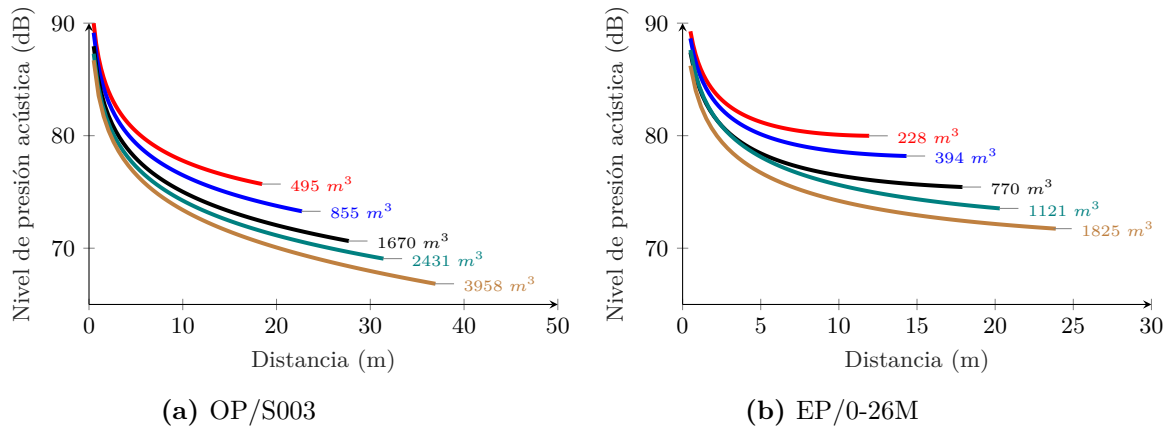 Nivel de presión acústica (dB)
90
80
70
495 m³
855 m³
1670 m³
2431 m³
3958 m³
0 10 20 30 40 50
Distancia (m)
(a) OP/S003
Nivel de presión acústica (dB)
90
80
70
228 m³
394 m³
770 m³
1121 m³
1825 m³
0 5 10 15 20 25 30
Distancia (m)
(b) EP/0-26M